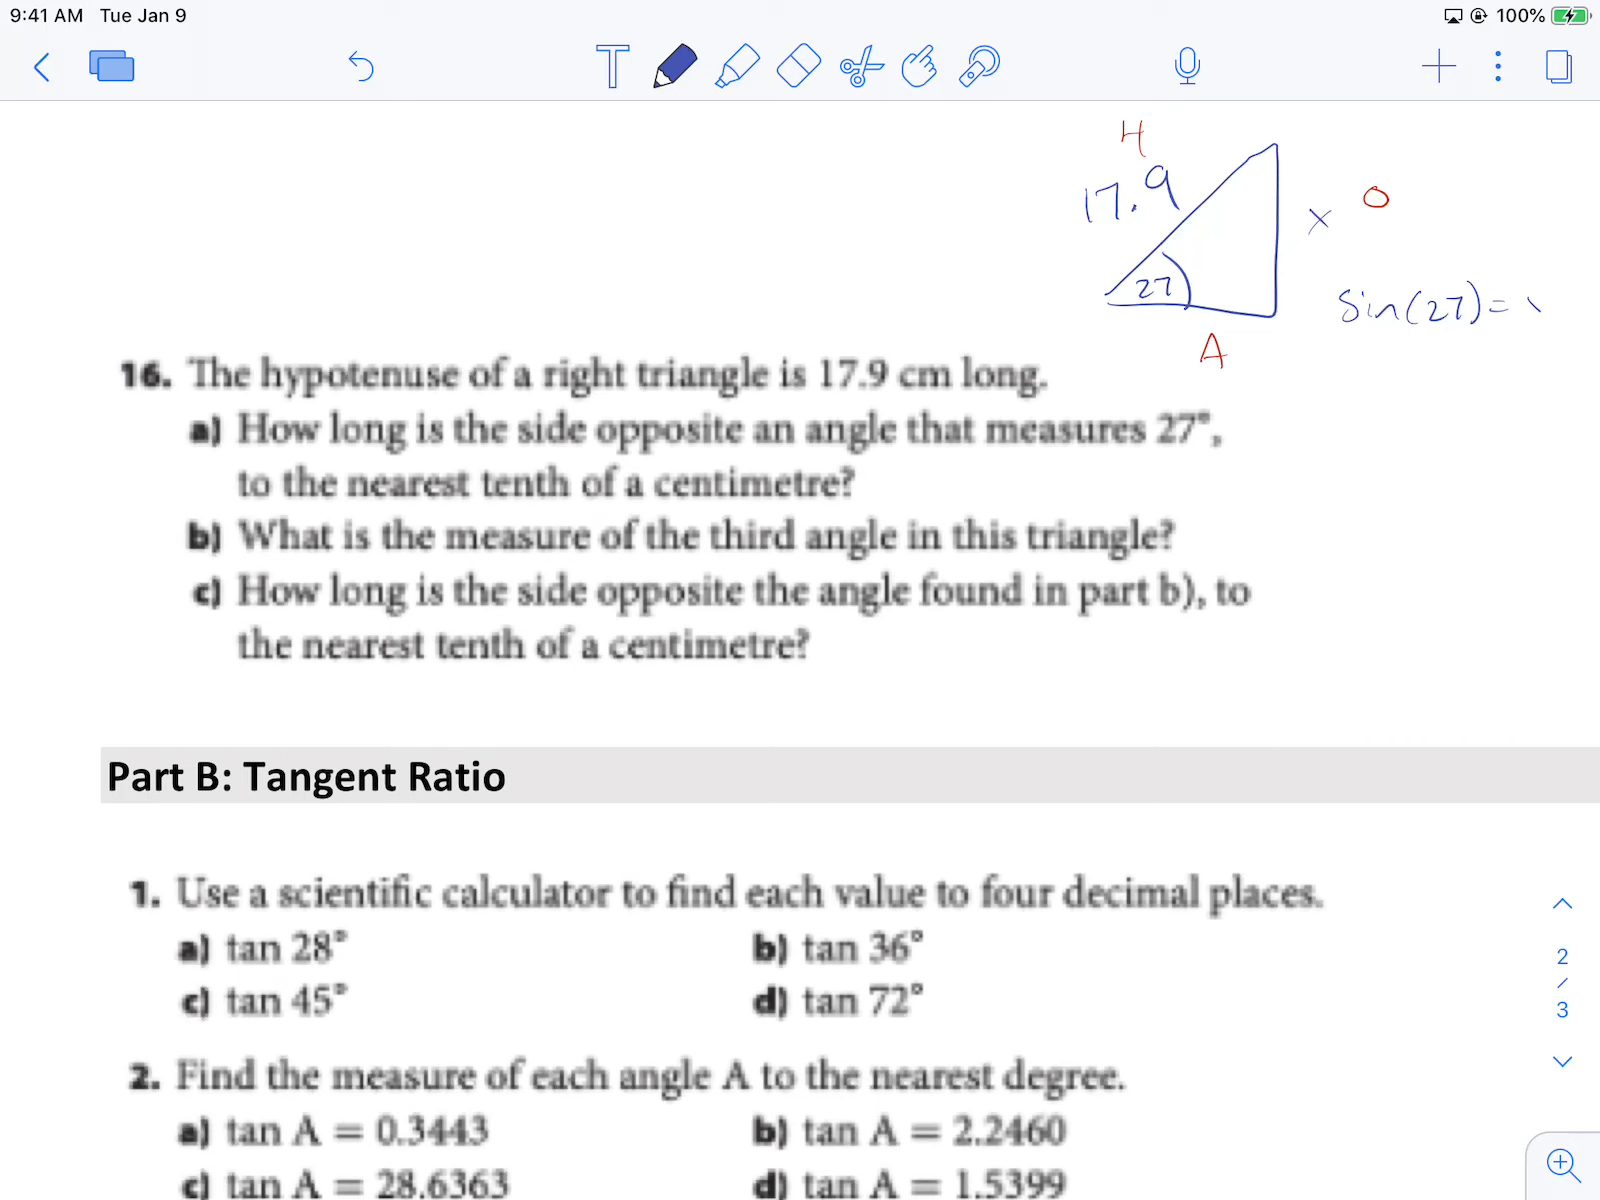 9:41 AM Tue Jan 9
100%
T
H
17.9
x O
27
Sin(27)=
A
16. The hypotenuse of a right triangle is 17.9 cm long.
a) How long is the side opposite an angle that measures 27°,
to the nearest tenth of a centimetre?
b) What is the measure of the third angle in this triangle?
c) How long is the side opposite the angle found in part b), to
the nearest tenth of a centimetre?
Part B: Tangent Ratio
1. Use a scientific calculator to find each value to four decimal places.
a) tan 28° b) tan 36°
c) tan 45° d) tan 72°
2. Find the measure of each angle A to the nearest degree.
a) tan A = 0.3443 b) tan A = 2.2460
c) tan A = 28.6363 d) tan A = 1.5399
2
/
3